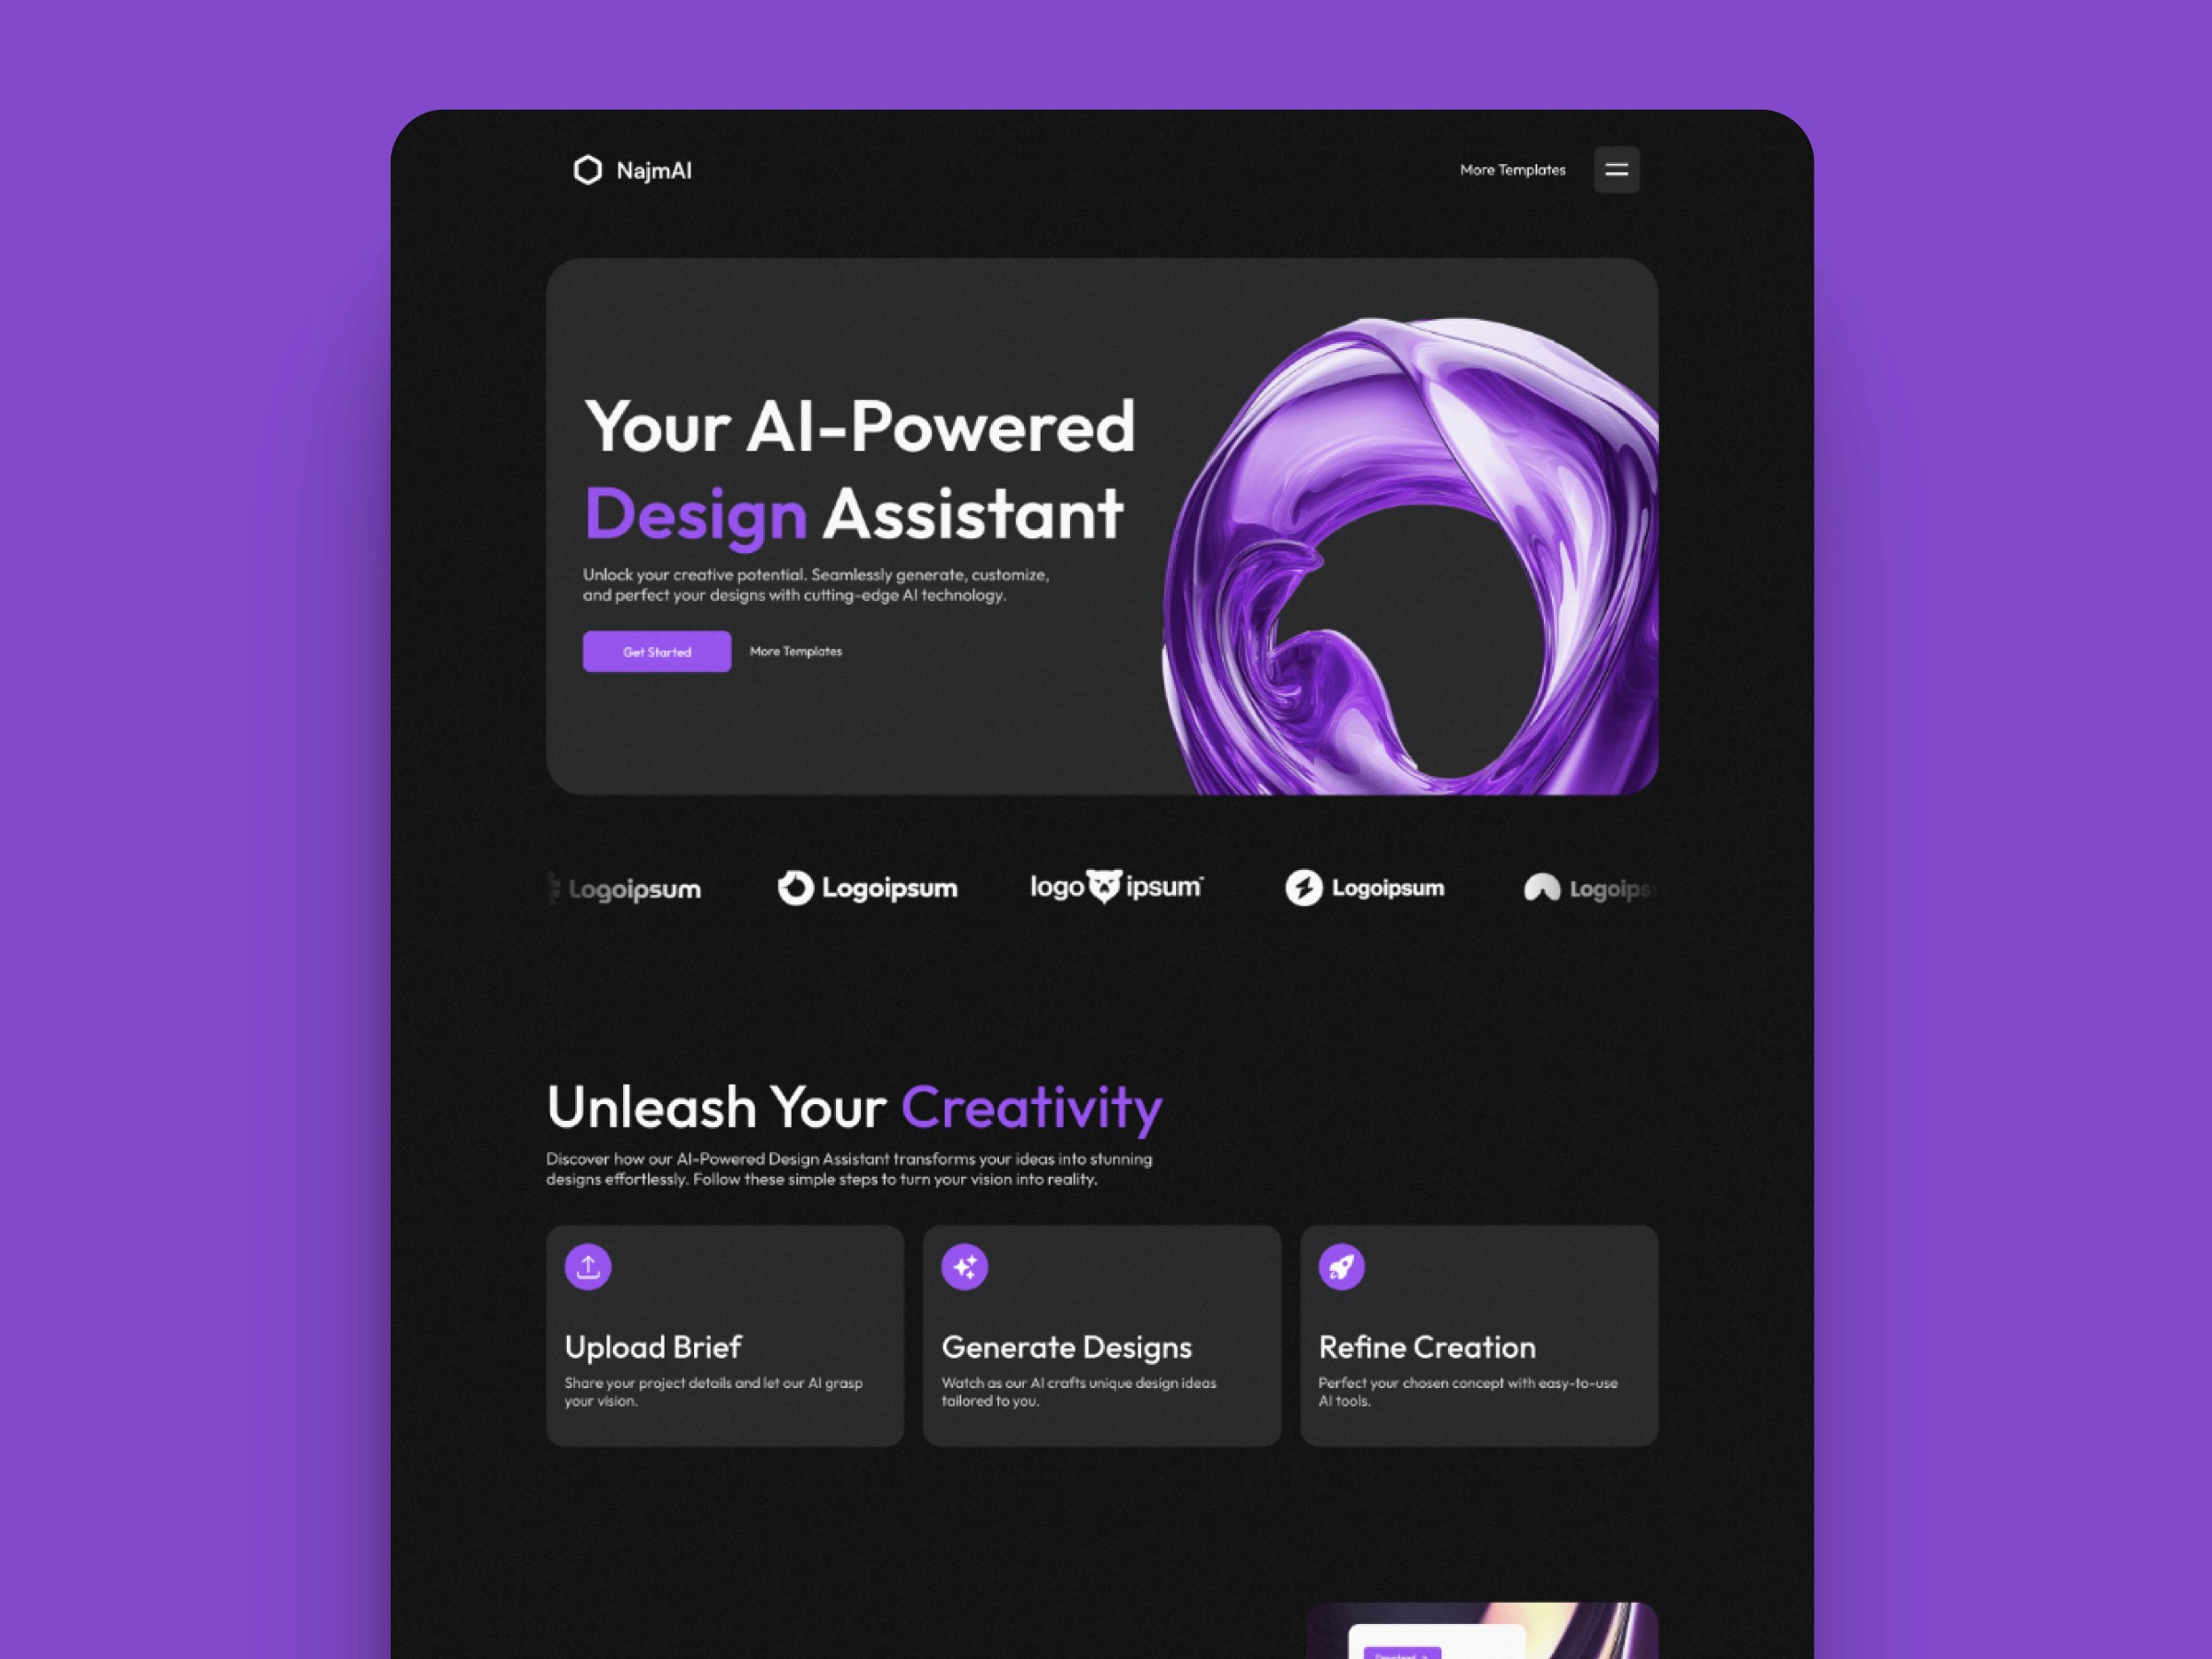 NajmAI
More Templates
Your AI-Powered
Design Assistant
Unlock your creative potential. Seamlessly generate, customize,
and perfect your designs with cutting-edge AI technology.
Get Started
More Templates
Logoipsum
Logoipsum
logo ipsum
Logoipsum
Logoips
Unleash Your Creativity
Discover how our AI-Powered Design Assistant transforms your ideas into stunning
designs effortlessly. Follow these simple steps to turn your vision into reality.
Upload Brief
Share your project details and let our AI grasp
your vision.
Generate Designs
Watch as our AI crafts unique design ideas
tailored to you.
Refine Creation
Perfect your chosen concept with easy-to-use
AI tools.